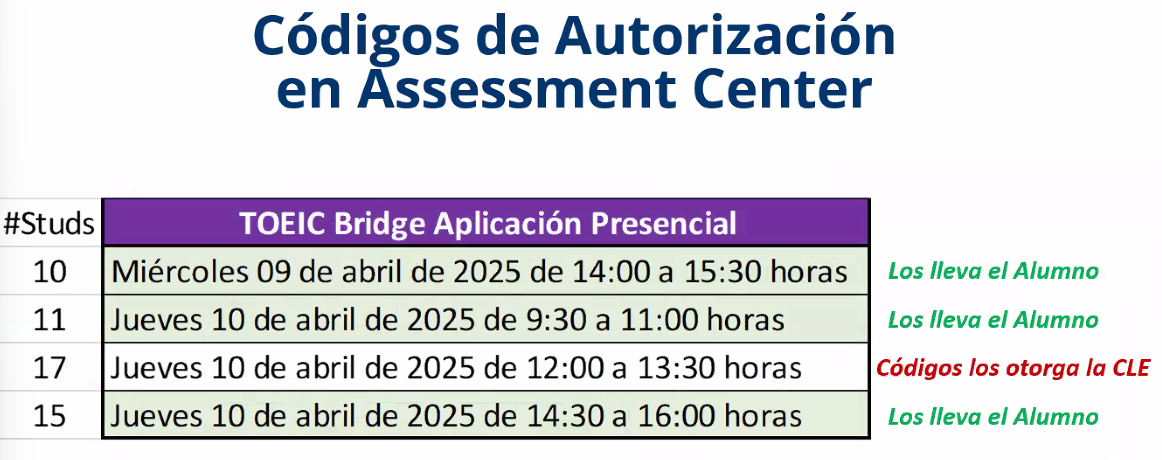 Códigos de Autorización
en Assessment Center
#Studs TOEIC Bridge Aplicación Presencial
10 Miércoles 09 de abril de 2025 de 14:00 a 15:30 horas Los lleva el Alumno
11 Jueves 10 de abril de 2025 de 9:30 a 11:00 horas Los lleva el Alumno
17 Jueves 10 de abril de 2025 de 12:00 a 13:30 horas Códigos los otorga la CLE
15 Jueves 10 de abril de 2025 de 14:30 a 16:00 horas Los lleva el Alumno